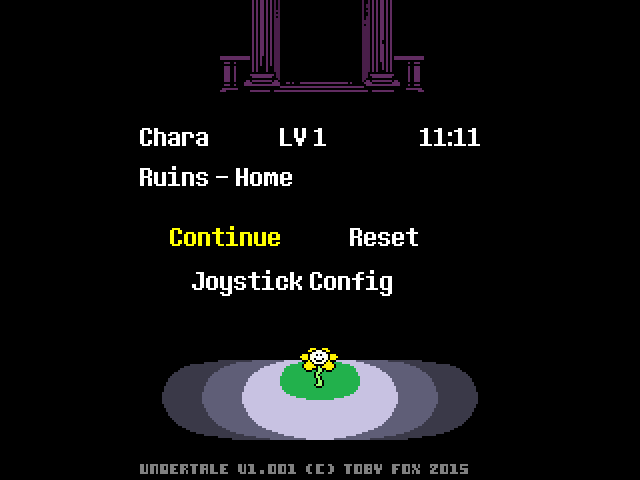 Chara LV 1 11:11
Ruins - Home
Continue Reset
Joystick Config
UNDERTALE V1.001 (C) TOBY FOX 2015